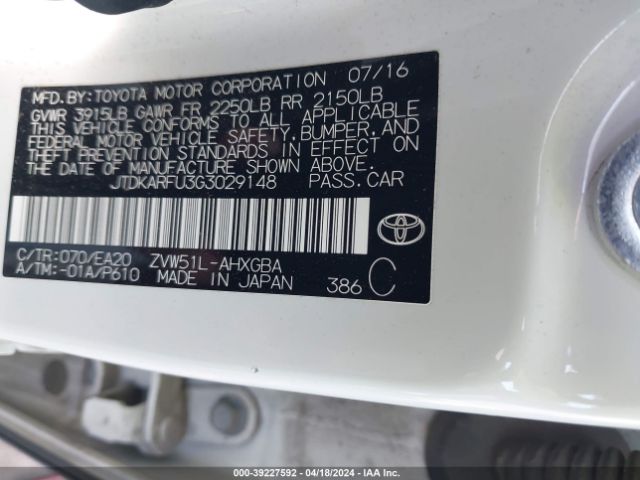 MFD. BY: TOYOTA MOTOR CORPORATION 07/16
GVWR 3915LB GAWR FR 2250LB RR 2150LB
THIS VEHICLE CONFORMS TO ALL APPLICABLE
FEDERAL MOTOR VEHICLE SAFETY, BUMPER, AND
THEFT PREVENTION STANDARDS IN EFFECT ON
THE DATE OF MANUFACTURE SHOWN ABOVE.
JTDKARFU3G3029148 PASS. CAR
C/TR: 070/EA20 ZVW51L-AHXGBA
A/TM: -01A/P610 MADE IN JAPAN 386 C
TOYOTA
000-39227592 / 04/18/2024 - IAA Inc.